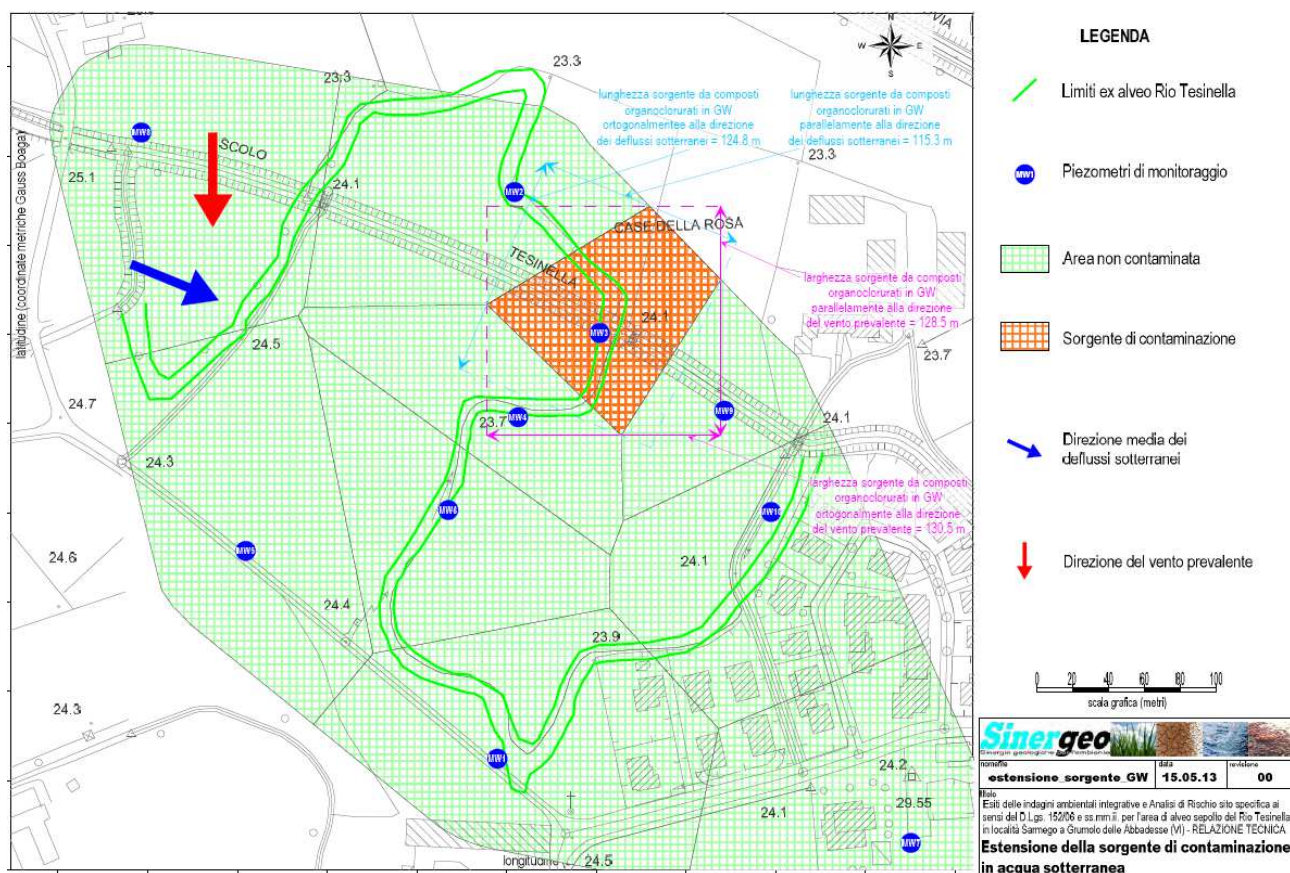 23.3
VIA
N
W E
S
LEGENDA
23.3
lunghezza sorgente da composti
organoclorurati in GW
ortogonalmentee alla direzione
dei deflussi sotterranei = 124.8 m
lunghezza sorgente da composti
organoclorurati in GW
parallelamente alla direzione
dei deflussi sotterranei = 115.3 m
Limiti ex alveo Rio Tesinella
MW8
SCOLO
25.1
24.1
23.3
MW2
MW1
Piezometri di monitoraggio
CASE DELLA ROSA
TESINELLA
Area non contaminata
larghezza sorgente da composti
organoclorurati in GW
parallelamente alla direzione
del vento prevalente = 128.5 m
24.1
MW3
Sorgente di contaminazione
latitudine (coordinate metriche Gauss Boaga)
24.5
23.7
24.7
MW4
23.7
MW9
24.1
24.3
Direzione media dei
deflussi sotterranei
larghezza sorgente da composti
organoclorurati in GW
ortogonalmente alla direzione
del vento prevalente = 130.5 m
MW6
MW10
24.6
MW5
24.1
Direzione del vento prevalente
24.4
23.9
24.3
0 20 40 60 80 100
scala grafica (metri)
MW1
24.2
24.1
29.55
MW7
24.5
longitudine
Sinergeo
nomefile
estensione_sorgente_GW
data
15.05.13
revisione
00
titolo
Esiti delle indagini ambientali integrative e Analisi di Rischio sito specifica ai
sensi del D.Lgs. 152/06 e ss.mm.ii. per l'area di alveo sepolto del Rio Tesinella
in località Sarmego a Grumolo delle Abbadesse (VI) - RELAZIONE TECNICA
Estensione della sorgente di contaminazione
in acqua sotterranea